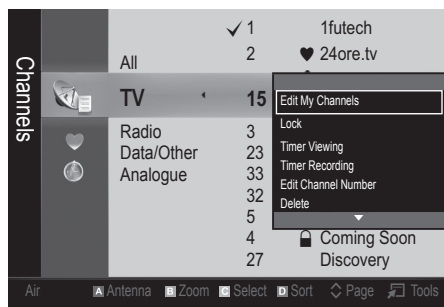 Channels
All
TV
Radio
Data/Other
Analogue
1 1futech
2 24ore.tv
15
3
23
33
32
5
4 Coming Soon
27 Discovery
Edit My Channels
Lock
Timer Viewing
Timer Recording
Edit Channel Number
Delete
Air A Antenna B Zoom C Select D Sort Page Tools